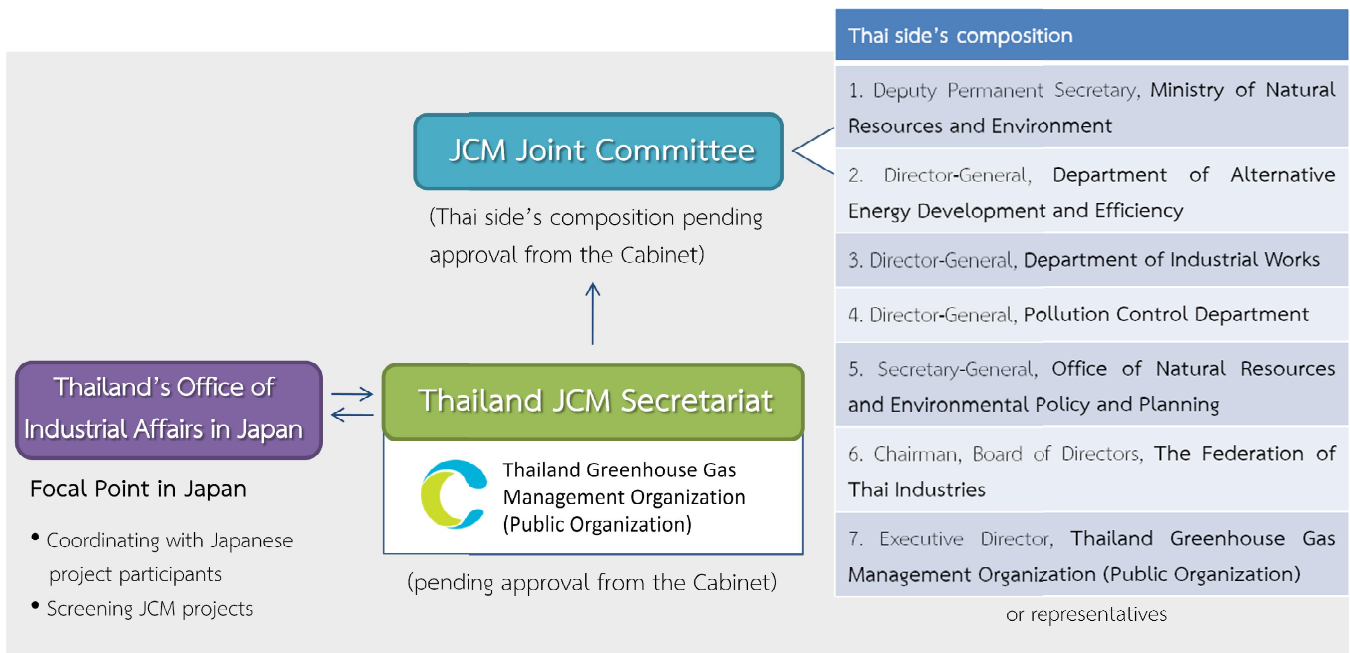 Thai side's composition
1. Deputy Permanent Secretary, Ministry of Natural
Resources and Environment
2. Director-General, Department of Alternative
Energy Development and Efficiency
3. Director-General, Department of Industrial Works
4. Director-General, Pollution Control Department
5. Secretary-General, Office of Natural Resources
and Environmental Policy and Planning
6. Chairman, Board of Directors, The Federation of
Thai Industries
7. Executive Director, Thailand Greenhouse Gas
Management Organization (Public Organization)
or representatives
JCM Joint Committee
(Thai side's composition pending
approval from the Cabinet)
Thailand's Office of
Industrial Affairs in Japan
Focal Point in Japan
• Coordinating with Japanese
project participants
• Screening JCM projects
Thailand JCM Secretariat
Thailand Greenhouse Gas
Management Organization
(Public Organization)
(pending approval from the Cabinet)